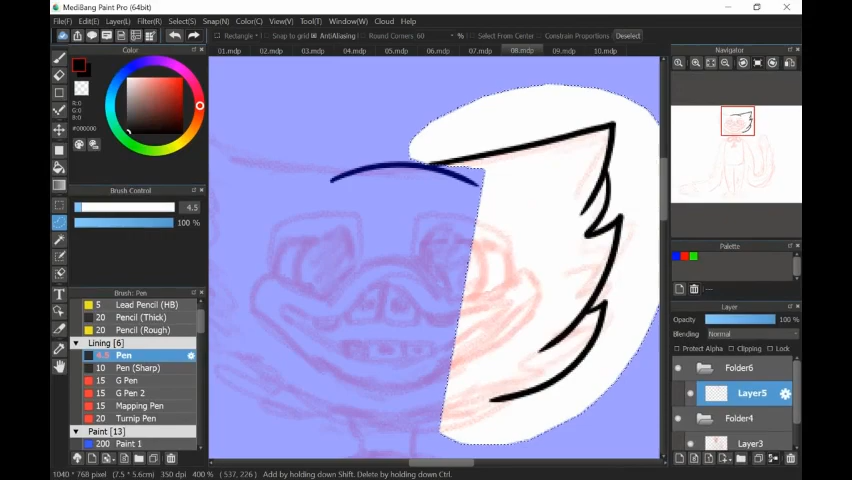 MediBang Paint Pro (64bit)
File(F) Edit(E) Layer(L) Filter(R) Select(S) Snap(N) Color(C) View(V) Tool(T) Window(W) Cloud Help
Rectangle Snap to grid AntiAliasing Round Corners 60 % Select From Center Constrain Proportions Deselect
01.mdp 02.mdp 03.mdp 04.mdp 05.mdp 06.mdp 07.mdp 08.mdp 09.mdp 10.mdp
Color
R:0
G:0
B:0
#000000
Brush Control
4.5
100 %
Brush: Pen
5 Lead Pencil (HB)
20 Pencil (Thick)
20 Pencil (Rough)
Lining [6]
4.5 Pen
10 Pen (Sharp)
15 G Pen
15 G Pen 2
15 Mapping Pen
20 Turnip Pen
Paint [13]
200 Paint 1
Navigator
Palette
Layer
Opacity 100 %
Blending Normal
Protect Alpha Clipping Lock
Folder6
Layer5
Folder4
Layer3
1040 * 768 pixel (7.5 * 5.6cm) 350 dpi 400 % ( 537, 226 ) Add by holding down Shift. Delete by holding down Ctrl.